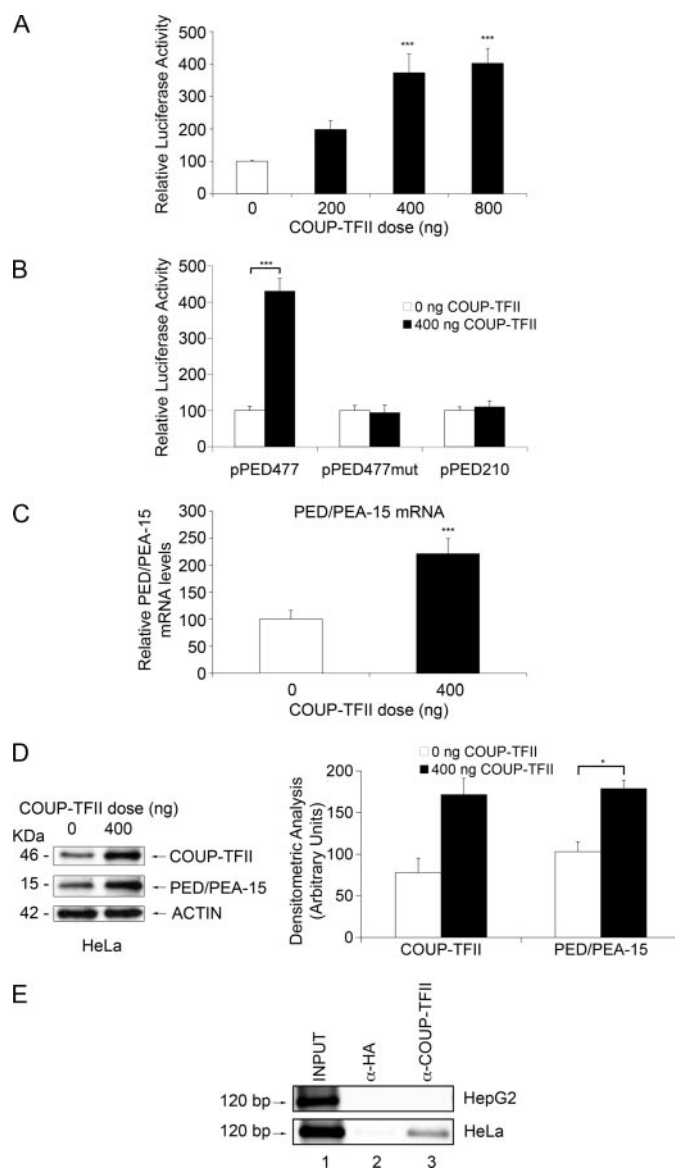 A
Relative Luciferase Activity
500
400
300
200
100
0
***
***
0 200 400 800
COUP-TFII dose (ng)
B
Relative Luciferase Activity
500
400
300
200
100
0
***
0 ng COUP-TFII
400 ng COUP-TFII
pPED477 pPED477mut pPED210
C
PED/PEA-15 mRNA
Relative PED/PEA-15
mRNA levels
300
250
200
150
100
50
0
***
0 400
COUP-TFII dose (ng)
D
COUP-TFII dose (ng)
KDa 0 400
46 - COUP-TFII
15 - PED/PEA-15
42 - ACTIN
HeLa
0 ng COUP-TFII
400 ng COUP-TFII
Densitometric Analysis
(Arbitrary Units)
200
150
100
50
0
*
COUP-TFII PED/PEA-15
E
INPUT
α-HA
α-COUP-TFII
120 bp → HepG2
120 bp → HeLa
1 2 3